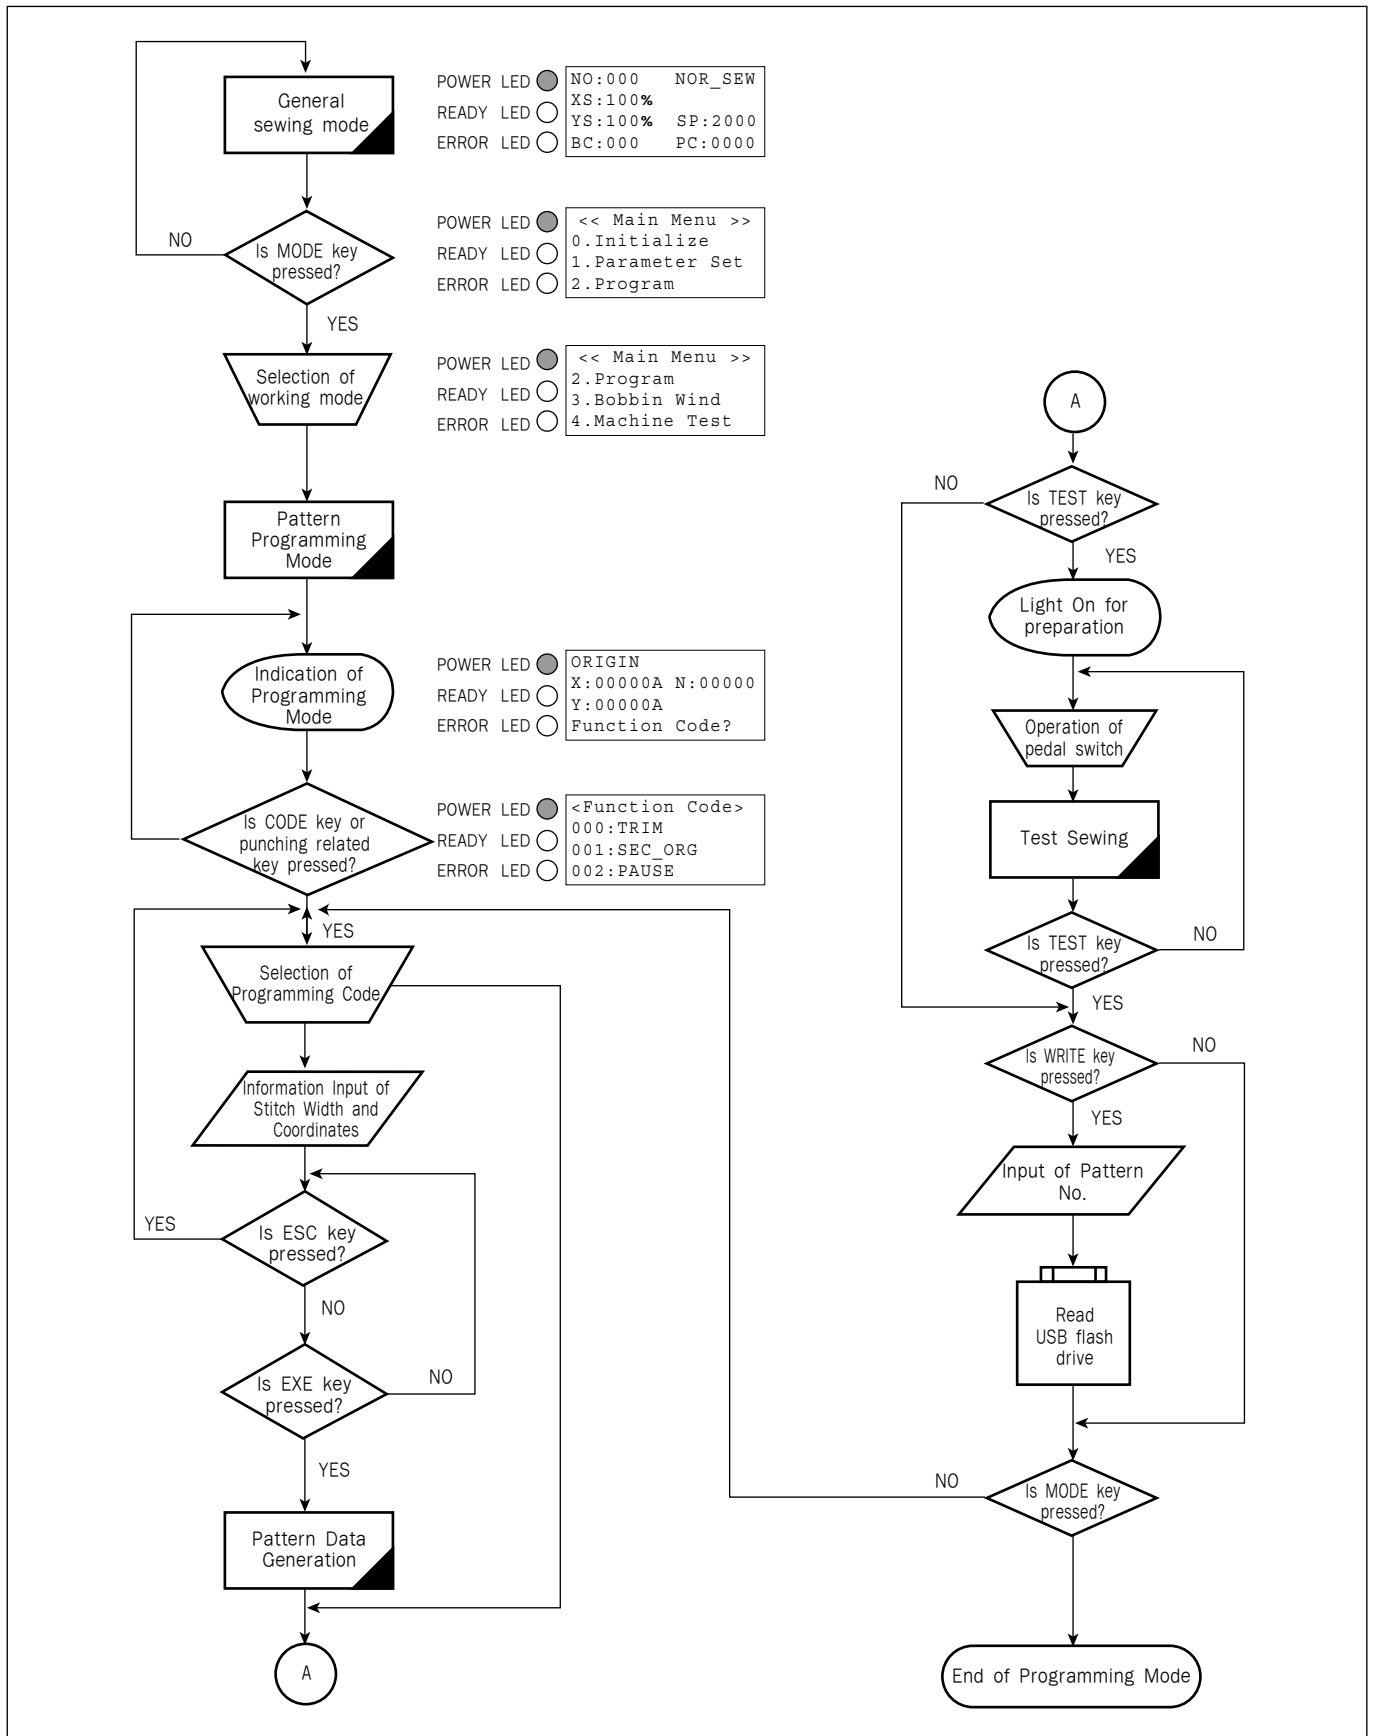 General
sewing mode
POWER LED
READY LED
ERROR LED
NO:000 NOR_SEW
XS:100%
YS:100% SP:2000
BC:000 PC:0000
NO
Is MODE key
pressed?
YES
POWER LED
READY LED
ERROR LED
<< Main Menu >>
0.Initialize
1.Parameter Set
2.Program
Selection of
working mode
POWER LED
READY LED
ERROR LED
<< Main Menu >>
2.Program
3.Bobbin Wind
4.Machine Test
Pattern
Programming
Mode
Indication of
Programming
Mode
POWER LED
READY LED
ERROR LED
ORIGIN
X:00000A N:00000
Y:00000A
Function Code?
Is CODE key or
punching related
key pressed?
POWER LED
READY LED
ERROR LED
<Function Code>
000:TRIM
001:SEC_ORG
002:PAUSE
YES
Selection of
Programming Code
Information Input of
Stitch Width and
Coordinates
YES
Is ESC key
pressed?
NO
Is EXE key
pressed?
NO
YES
Pattern Data
Generation
A
A
NO
Is TEST key
pressed?
YES
Light On for
preparation
Operation of
pedal switch
Test Sewing
Is TEST key
pressed?
NO
YES
Is WRITE key
pressed?
NO
YES
Input of Pattern
No.
Read
USB flash
drive
NO
Is MODE key
pressed?
End of Programming Mode